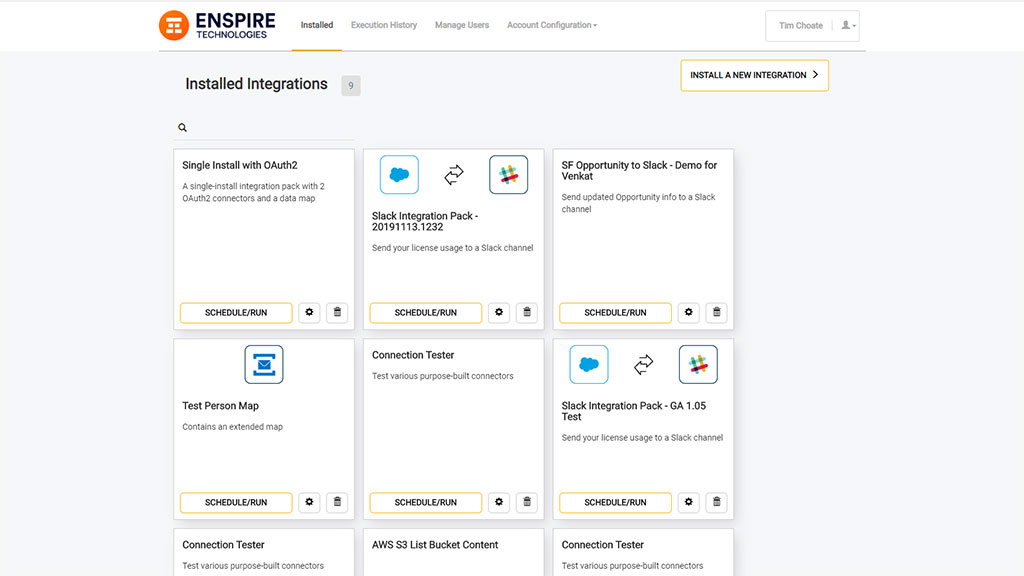 ENSPIRE
TECHNOLOGIES
Installed
Execution History
Manage Users
Account Configuration
Tim Choate
Installed Integrations 9
INSTALL A NEW INTEGRATION
Single Install with OAuth2
A single-install integration pack with 2
OAuth2 connectors and a data map
SCHEDULE/RUN
Slack Integration Pack -
20191113.1232
Send your license usage to a Slack channel
SCHEDULE/RUN
SF Opportunity to Slack - Demo for
Venkat
Send updated Opportunity info to a Slack
channel
SCHEDULE/RUN
Test Person Map
Contains an extended map
SCHEDULE/RUN
Connection Tester
Test various purpose-built connectors
SCHEDULE/RUN
Slack Integration Pack - GA 1.05
Test
Send your license usage to a Slack channel
SCHEDULE/RUN
Connection Tester
Test various purpose-built connectors
AWS S3 List Bucket Content
Connection Tester
Test various purpose-built connectors